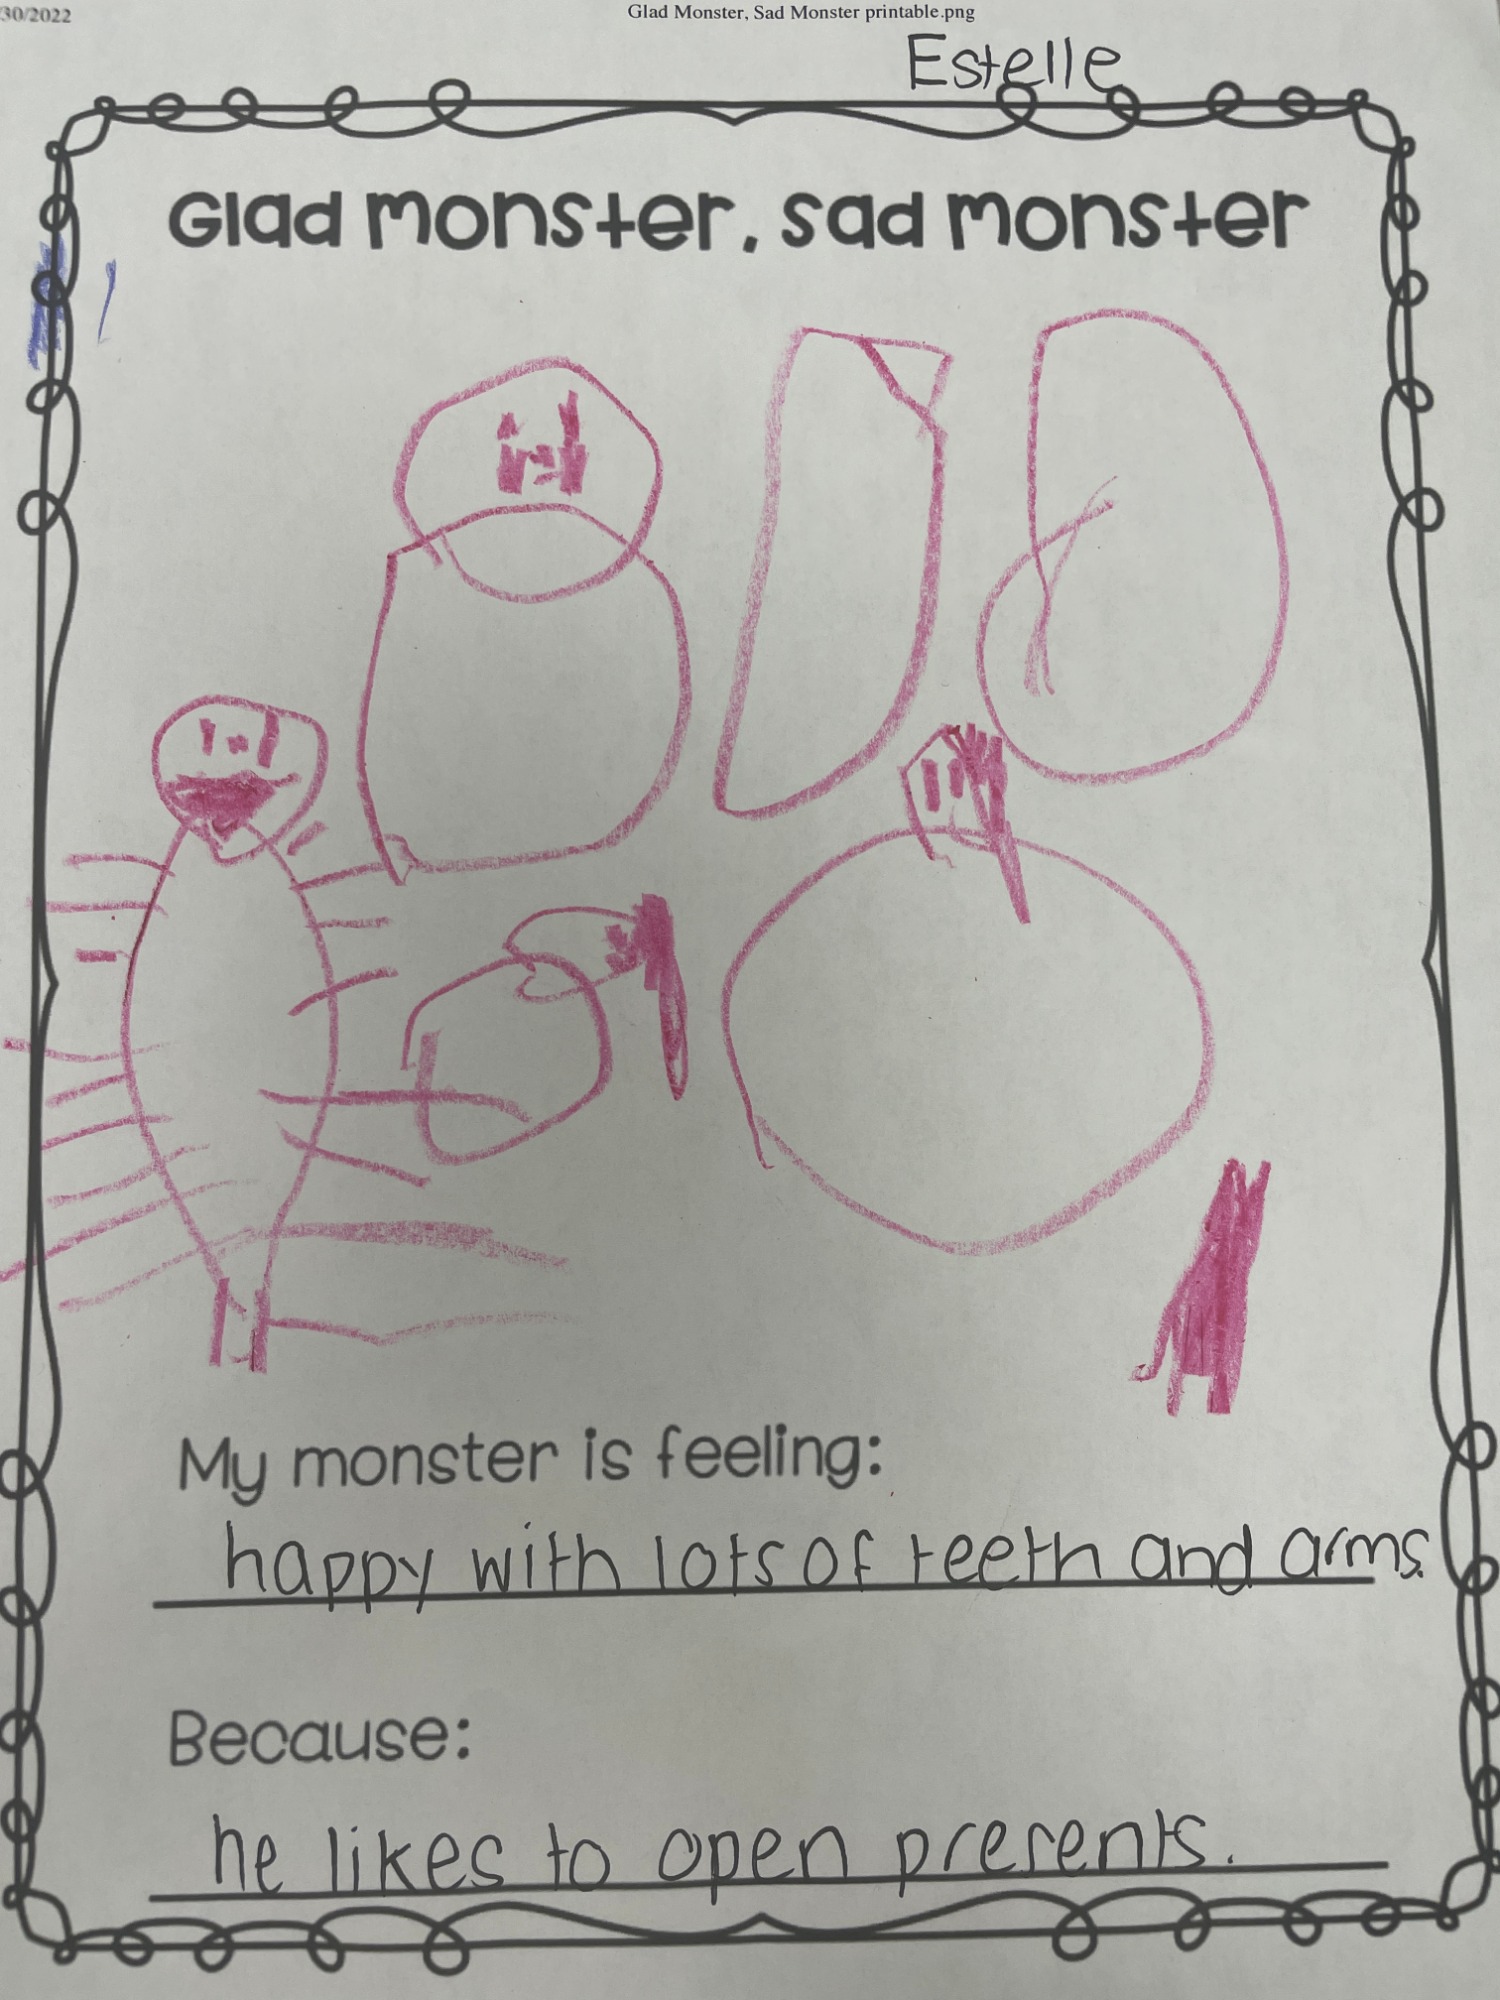 /30/2022
Glad Monster, Sad Monster printable.png
Estelle
Glad monster, sad monster
My monster is feeling:
happy with lots of teeth and arms.
Because:
he likes to open prerents.